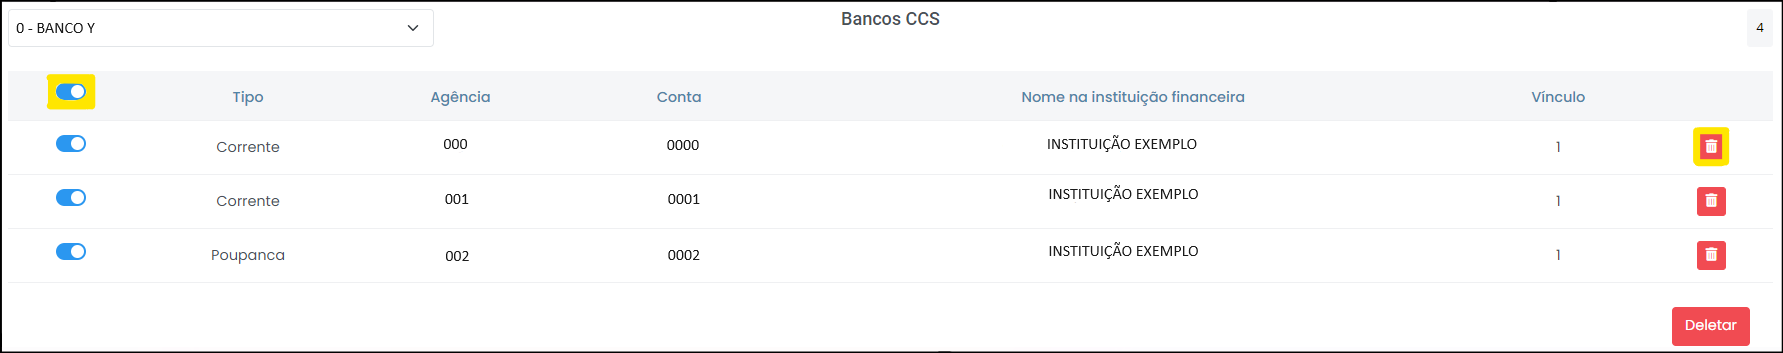 0 - BANCO Y
Bancos CCS
4
Tipo Agência Conta Nome na instituição financeira Vínculo
Corrente 000 0000 INSTITUIÇÃO EXEMPLO 1
Corrente 001 0001 INSTITUIÇÃO EXEMPLO 1
Poupanca 002 0002 INSTITUIÇÃO EXEMPLO 1
Deletar